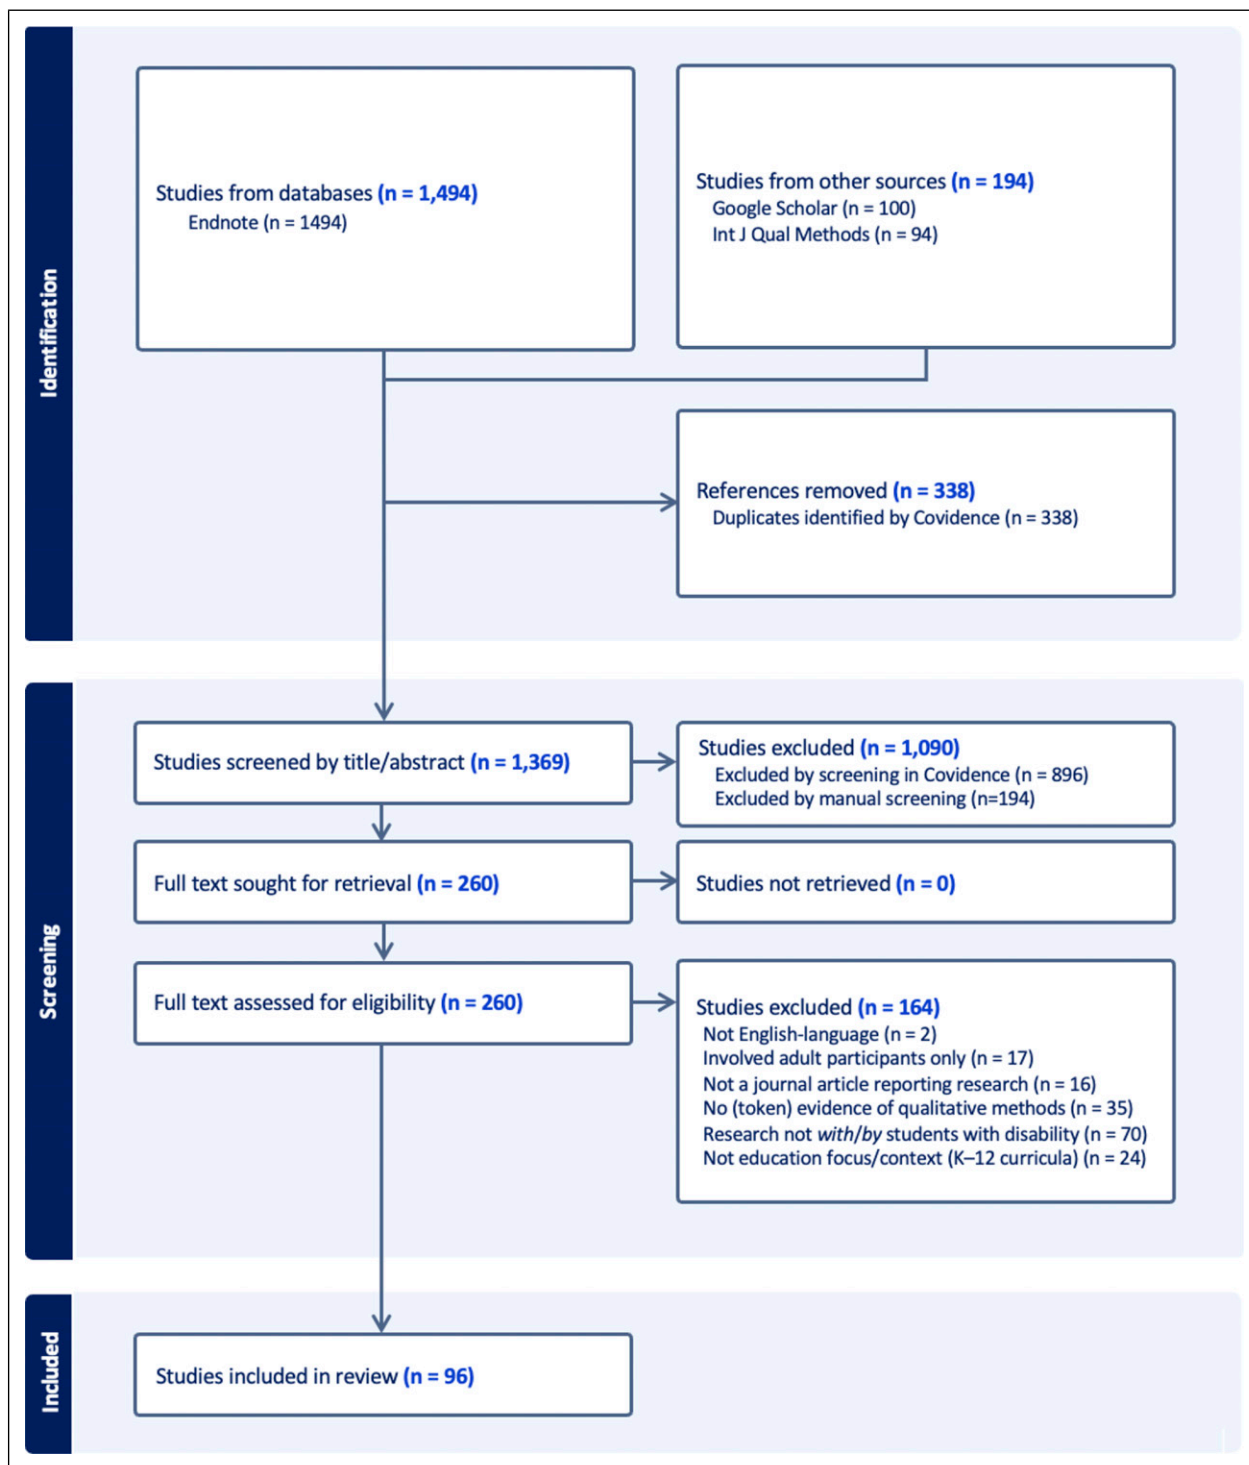 Identification
Studies from databases (n = 1,494)
Endnote (n = 1494)
Studies from other sources (n = 194)
Google Scholar (n = 100)
Int J Qual Methods (n = 94)
References removed (n = 338)
Duplicates identified by Covidence (n = 338)
Screening
Studies screened by title/abstract (n = 1,369)
Studies excluded (n = 1,090)
Excluded by screening in Covidence (n = 896)
Excluded by manual screening (n=194)
Full text sought for retrieval (n = 260)
Studies not retrieved (n = 0)
Full text assessed for eligibility (n = 260)
Studies excluded (n = 164)
Not English-language (n = 2)
Involved adult participants only (n = 17)
Not a journal article reporting research (n = 16)
No (token) evidence of qualitative methods (n = 35)
Research not with/by students with disability (n = 70)
Not education focus/context (K–12 curricula) (n = 24)
Included
Studies included in review (n = 96)